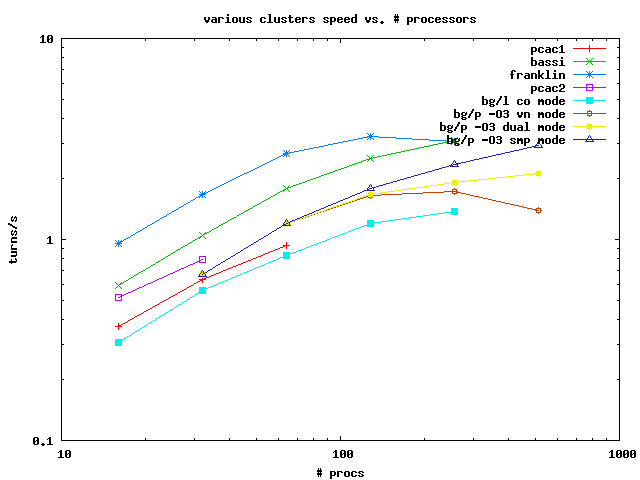 various clusters speed vs. # processors
10
pcac1
bassi
franklin
pcac2
bg/l co mode
bg/p -O3 vn mode
bg/p -O3 dual mode
bg/p -O3 smp mode
turns/s
1
0.1
10
100
1000
# procs